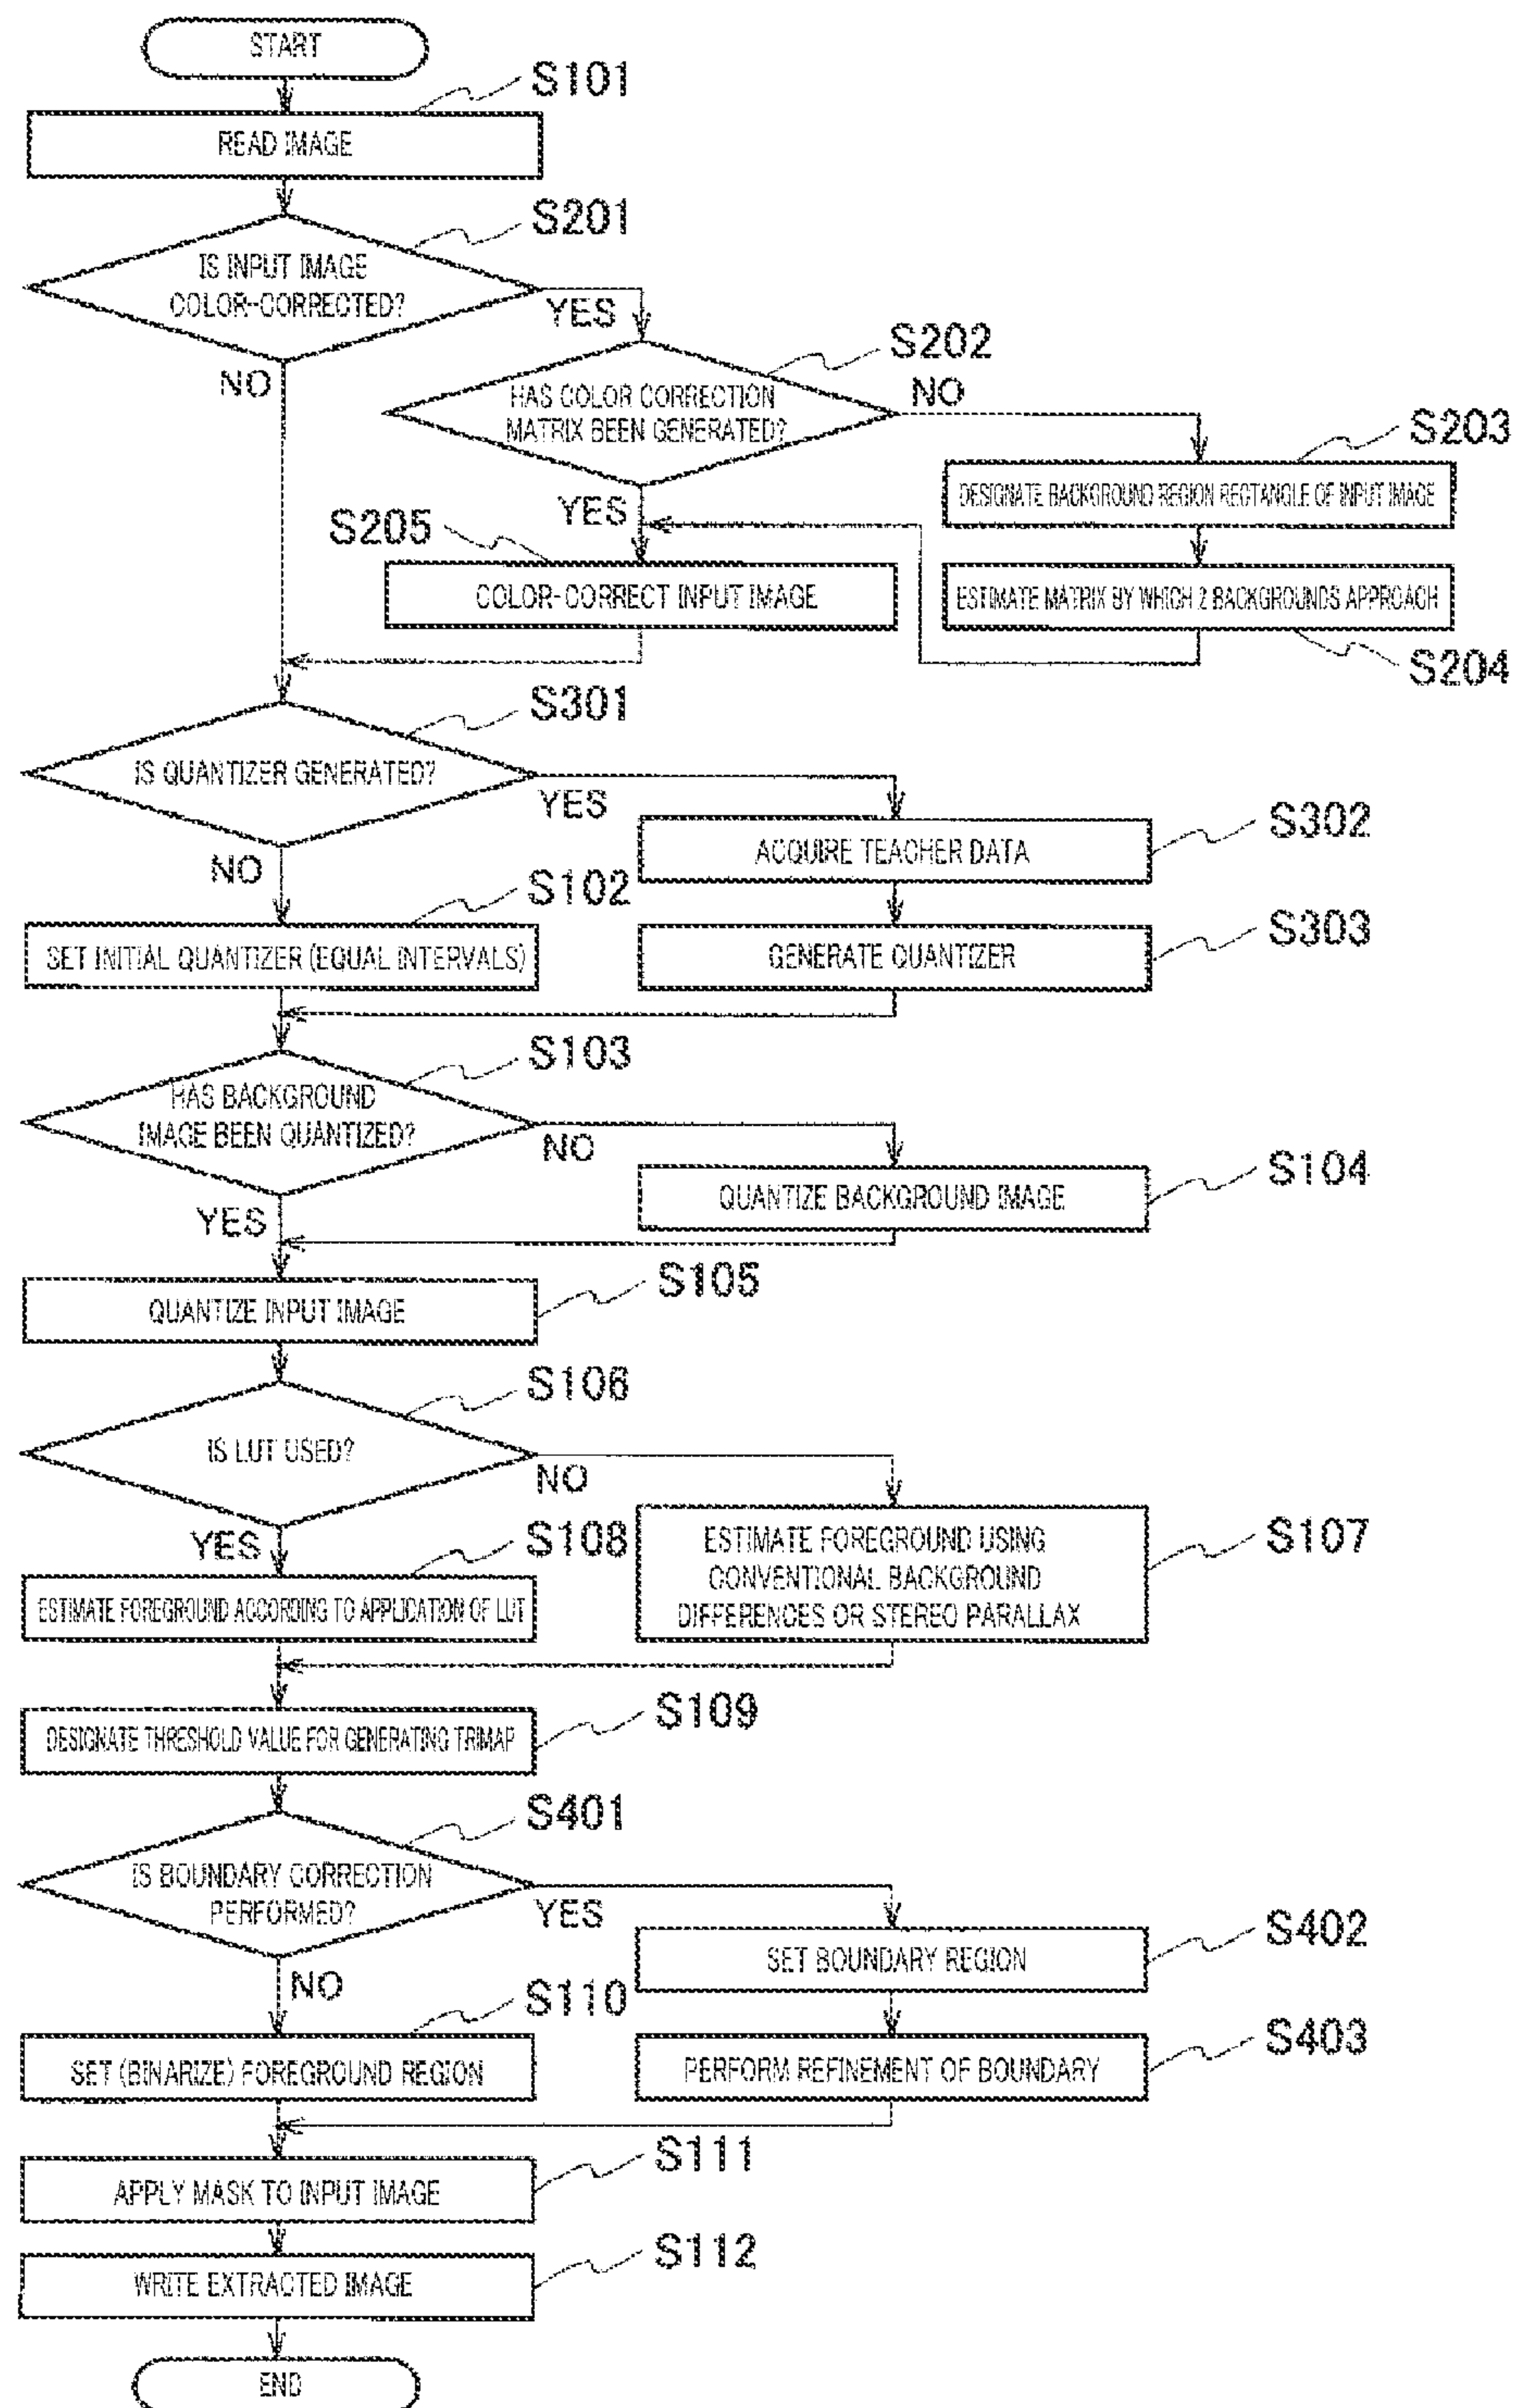 START
S101
READ IMAGE
S201
IS INPUT IMAGE
COLOR-CORRECTED?
YES
NO
S202
HAS COLOR CORRECTION
MATRIX BEEN GENERATED?
NO
YES
S203
DESIGNATE BACKGROUND REGION RECTANGLE OF INPUT IMAGE
S205
COLOR-CORRECT INPUT IMAGE
ESTIMATE MATRIX BY WHICH 2 BACKGROUNDS APPROACH
S204
S301
IS QUANTIZER GENERATED?
YES
NO
S302
ACQUIRE TEACHER DATA
S102
SET INITIAL QUANTIZER (EQUAL INTERVALS)
S303
GENERATE QUANTIZER
S103
HAS BACKGROUND
IMAGE BEEN QUANTIZED?
NO
YES
S104
QUANTIZE BACKGROUND IMAGE
S105
QUANTIZE INPUT IMAGE
S106
IS LUT USED?
NO
YES
S108
ESTIMATE FOREGROUND ACCORDING TO APPLICATION OF LUT
S107
ESTIMATE FOREGROUND USING
CONVENTIONAL BACKGROUND
DIFFERENCES OR STEREO PARALLAX
S109
DESIGNATE THRESHOLD VALUE FOR GENERATING TRIMAP
S401
IS BOUNDARY CORRECTION
PERFORMED?
YES
NO
S402
SET BOUNDARY REGION
S110
SET (BINARIZE) FOREGROUND REGION
S403
PERFORM REFINEMENT OF BOUNDARY
S111
APPLY MASK TO INPUT IMAGE
S112
WRITE EXTRACTED IMAGE
END